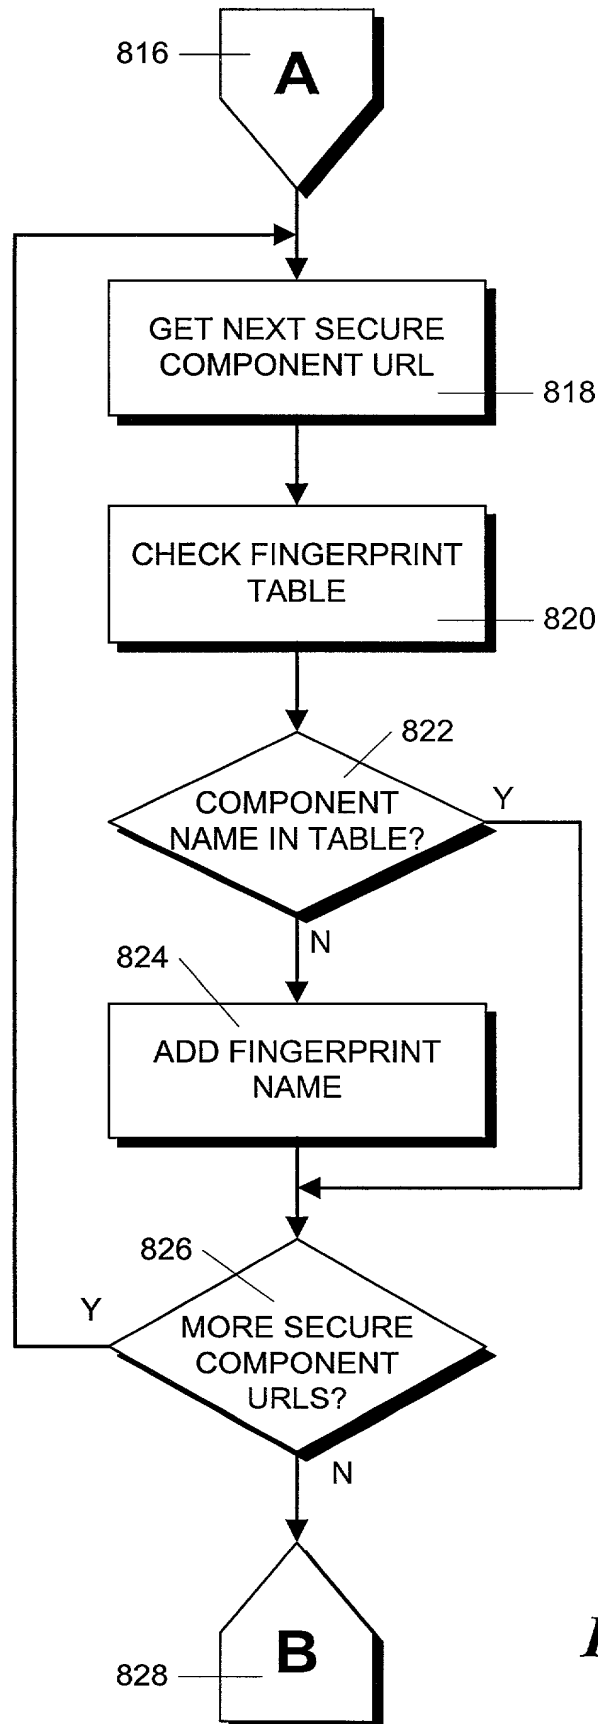 816
A
GET NEXT SECURE
COMPONENT URL
818
CHECK FINGERPRINT
TABLE
820
822
COMPONENT
NAME IN TABLE?
Y
N
824
ADD FINGERPRINT
NAME
826
Y
MORE SECURE
COMPONENT
URLS?
N
B
828